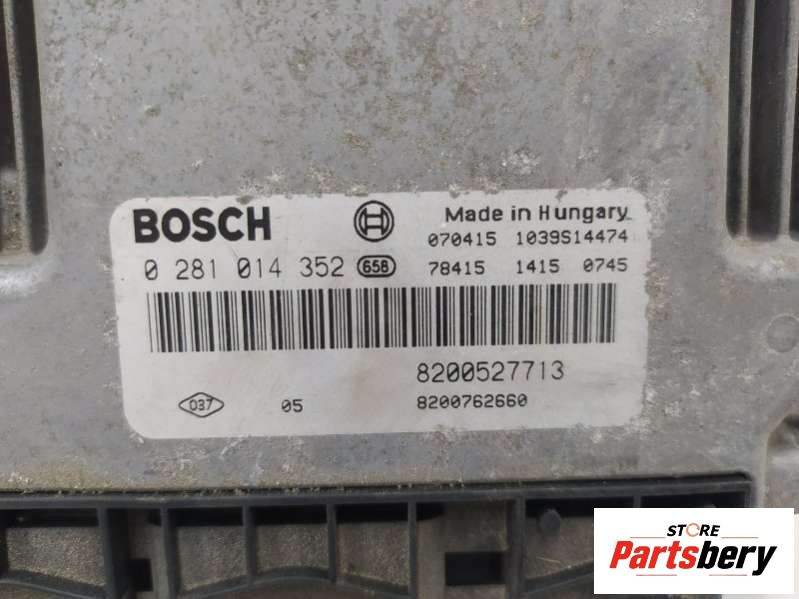 BOSCH
Made in Hungary
070415 1039S14474
0 281 014 352 658
78415 1415 0745
8200527713
037 05
8200762660
STORE
Partsbery